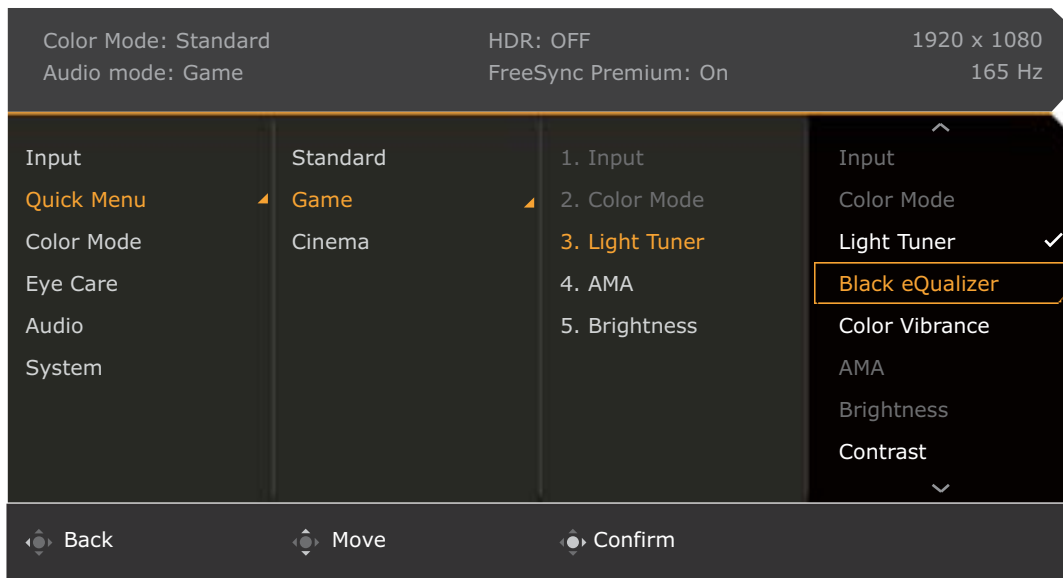 Color Mode: Standard
HDR: OFF
1920 x 1080
Audio mode: Game
FreeSync Premium: On
165 Hz
Input
Quick Menu
Color Mode
Eye Care
Audio
System
Standard
Game
Cinema
1. Input
2. Color Mode
3. Light Tuner
4. AMA
5. Brightness
Input
Color Mode
Light Tuner
Black eQualizer
Color Vibrance
AMA
Brightness
Contrast
Back
Move
Confirm